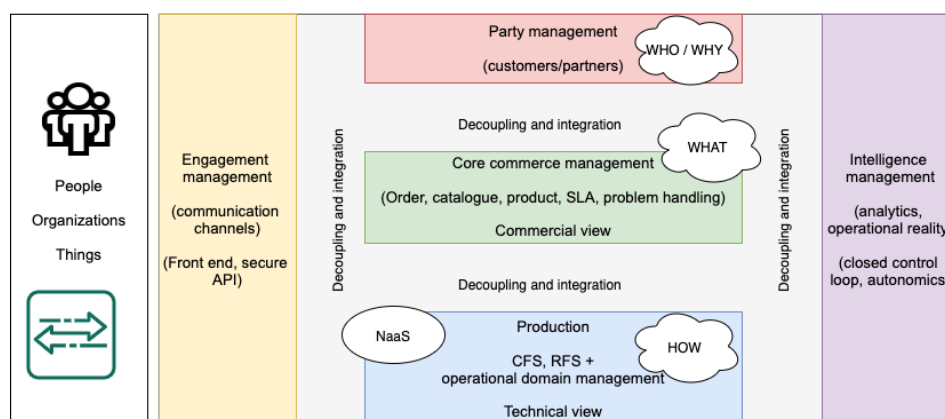 People
Organizations
Things
Engagement
management
(communication
channels)
(Front end, secure
API)
Decoupling and integration
Party management
(customers/partners)
WHO / WHY
Decoupling and integration
Core commerce management
WHAT
(Order, catalogue, product, SLA, problem handling)
Commercial view
Decoupling and integration
NaaS
Production
CFS, RFS +
operational domain management
HOW
Technical view
Decoupling and integration
Intelligence
management
(analytics,
operational reality)
(closed control
loop, autonomics